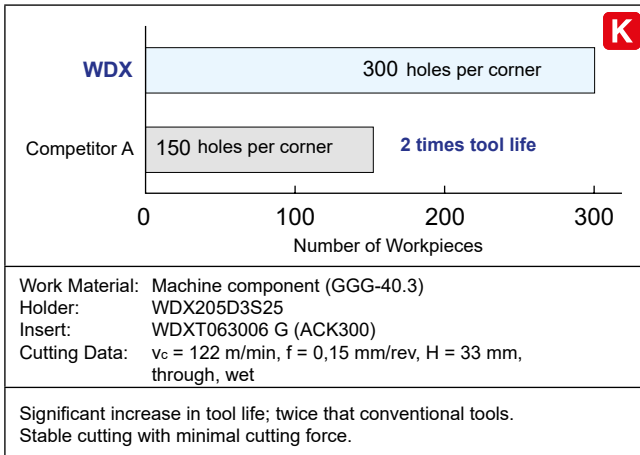 K
WDX
300 holes per corner
Competitor A
150 holes per corner
2 times tool life
0 100 200 300
Number of Workpieces
Work Material: Machine component (GGG-40.3)
Holder: WDX205D3S25
Insert: WDXT063006 G (ACK300)
Cutting Data: vc = 122 m/min, f = 0,15 mm/rev, H = 33 mm,
through, wet
Significant increase in tool life; twice that conventional tools.
Stable cutting with minimal cutting force.